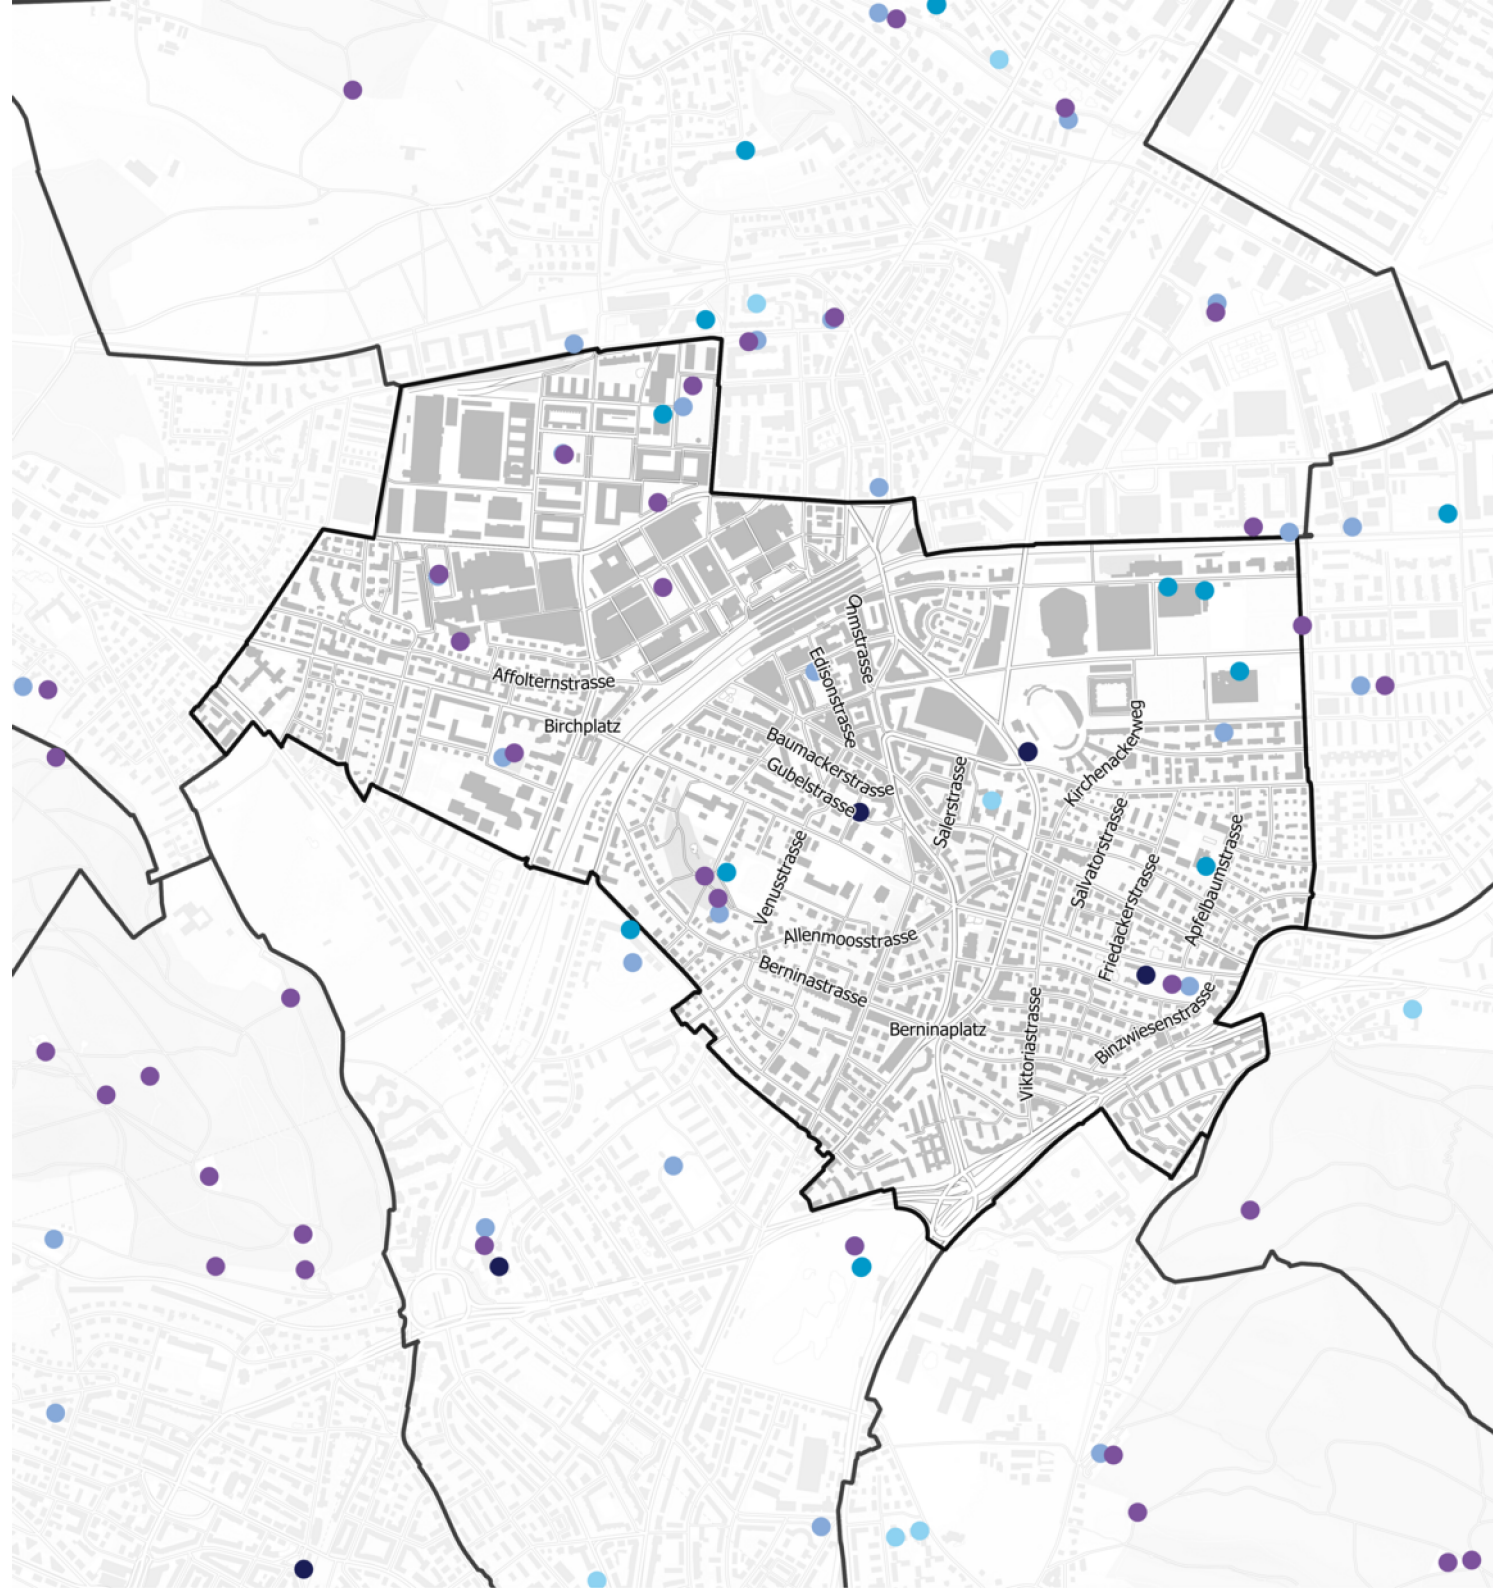 Ohmstrasse
Edisonstrasse
Affolternstrasse
Birchplatz
Baumackerstrasse
Gubelstrasse
Kirchenackerweg
Salerstrasse
Salvatorstrasse
Venusstrasse
Friedackerstrasse
Apfelbaumstrasse
Allenmoosstrasse
Berninastrasse
Berninaplatz
Viktoriastrasse
Binzwiesenstrasse